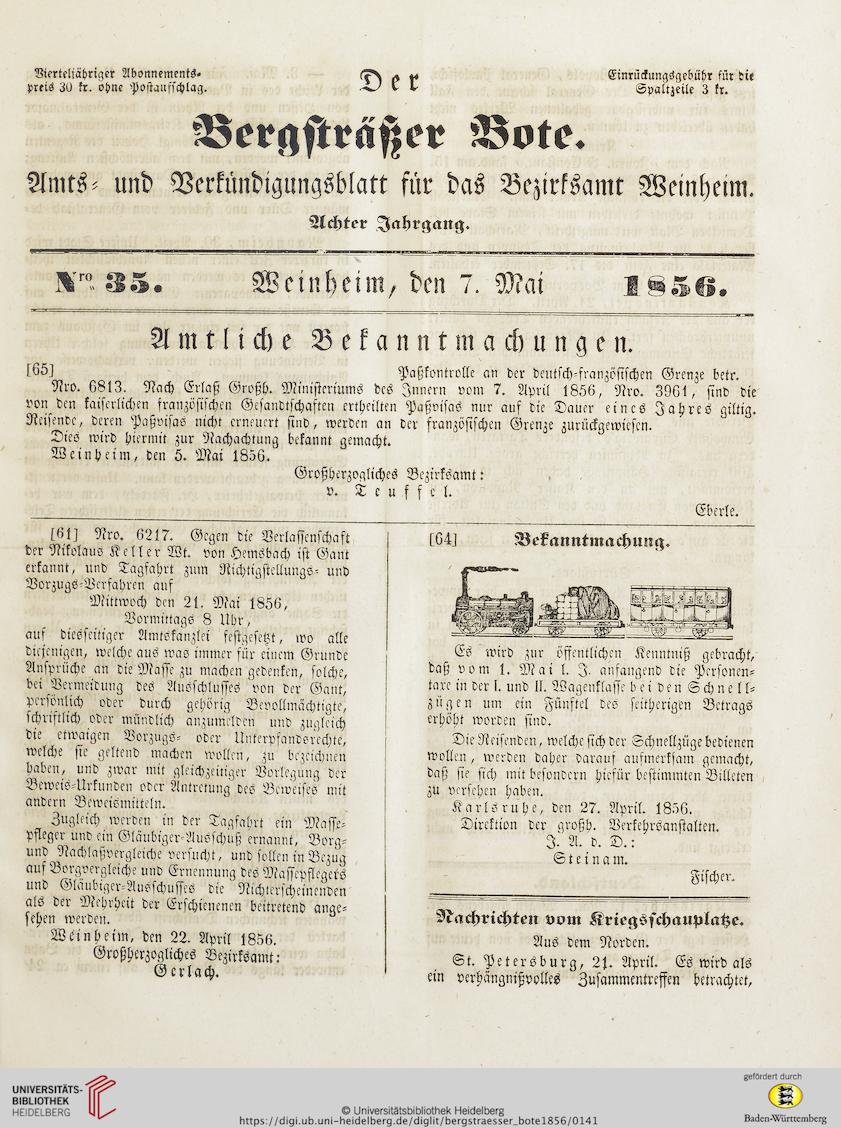 Vierteljähriger Abonnements-
preis 30 kr. ohne Postaufschlag.
Der
Einrückungsgebühr für die
Spaltzeile 3 kr.
Bergsträßer Bote.
Amts- und Verkündigungsblatt für das Bezirksamt Weinheim.
Achter Jahrgang.
Nro 35.
Weinheim, den 7. Mai
1856.
Amtliche Bekanntmachungen.
[65]
Paßkontrolle an der deutsch-französischen Grenze betr.
Nro. 6813. Nach Erlaß Großh. Ministeriums des Innern vom 7. April 1856, Nro. 3961, sind die
von den kaiserlichen französischen Gesandtschaften ertheilten Paßvisas nur auf die Dauer eines Jahres giltig.
Reisende, deren Paßvisas nicht erneuert sind, werden an der französischen Grenze zurückgewiesen.
Dies wird hiermit zur Nachachtung bekannt gemacht.
Weinheim, den 5. Mai 1856.
Großherzogliches Bezirksamt:
v. Teuffel.
Eberle.
[61] Nro. 6217. Gegen die Verlassenschaft
der Nikolaus Keller Wt. von Hemsbach ist Gant
erkannt, und Tagfahrt zum Richtigstellungs- und
Vorzugs-Verfahren auf
Mittwoch den 21. Mai 1856,
Vormittags 8 Uhr,
auf diesseitiger Amtskanzlei festgesetzt, wo alle
diejenigen, welche aus was immer für einem Grunde
Ansprüche an die Masse zu machen gedenken, solche,
bei Vermeidung des Ausschlusses von der Gant,
persönlich oder durch gehörig Bevollmächtigte,
schriftlich oder mündlich anzumelden und zugleich
die etwaigen Vorzugs- oder Unterpfandsrechte,
welche sie geltend machen wollen, zu bezeichnen
haben, und zwar mit gleichzeitiger Vorlegung der
Beweis-Urkunden oder Antretung des Beweises mit
andern Beweismitteln.
Zugleich werden in der Tagfahrt ein Masse-
pfleger und ein Gläubiger-Ausschuß ernannt, Borg-
und Nachlaßvergleiche versucht, und sollen in Bezug
auf Borgvergleiche und Ernennung des Massepflegers
und Gläubiger-Ausschusses die Nichterscheinenden
als der Mehrheit der Erschienenen beitretend ange-
sehen werden.
Weinheim, den 22. April 1856.
Großherzogliches Bezirksamt:
Gerlach.
[64] Bekanntmachung.
Es wird zur öffentlichen Kenntniß gebracht,
daß vom 1. Mai l. J. anfangend die Personen-
taxe in der I. und II. Wagenklasse bei den Schnell-
zügen um ein Fünftel des seitherigen Betrags
erhöht worden sind.
Die Reisenden, welche sich der Schnellzüge bedienen
wollen, werden daher darauf aufmerksam gemacht,
daß sie sich mit besondern hiefür bestimmten Billeten
zu versehen haben.
Karlsruhe, den 27. April. 1856.
Direktion der großh. Verkehrsanstalten.
J. A. d. D.:
Steinam.
Fischer.
Nachrichten vom Kriegsschauplatze.
Aus dem Norden.
St. Petersburg, 21. April. Es wird als
ein verhängnißvolles Zusammentreffen betrachtet,
UNIVERSITÄTS-
BIBLIOTHEK
HEIDELBERG
© Universitätsbibliothek Heidelberg
https://digi.ub.uni-heidelberg.de/diglit/bergstraesser_bote1856/0141
gefördert durch
Baden-Württemberg